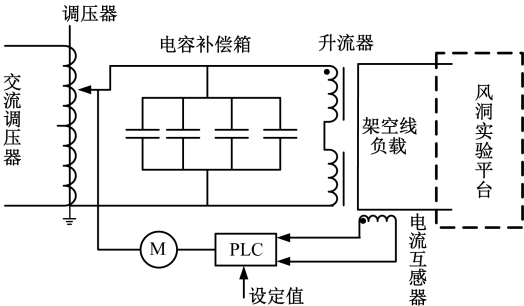 调压器
电容补偿箱
升流器
交流调压器
架空线
负载
风洞实验平台
电流互感器
M
PLC
设定值